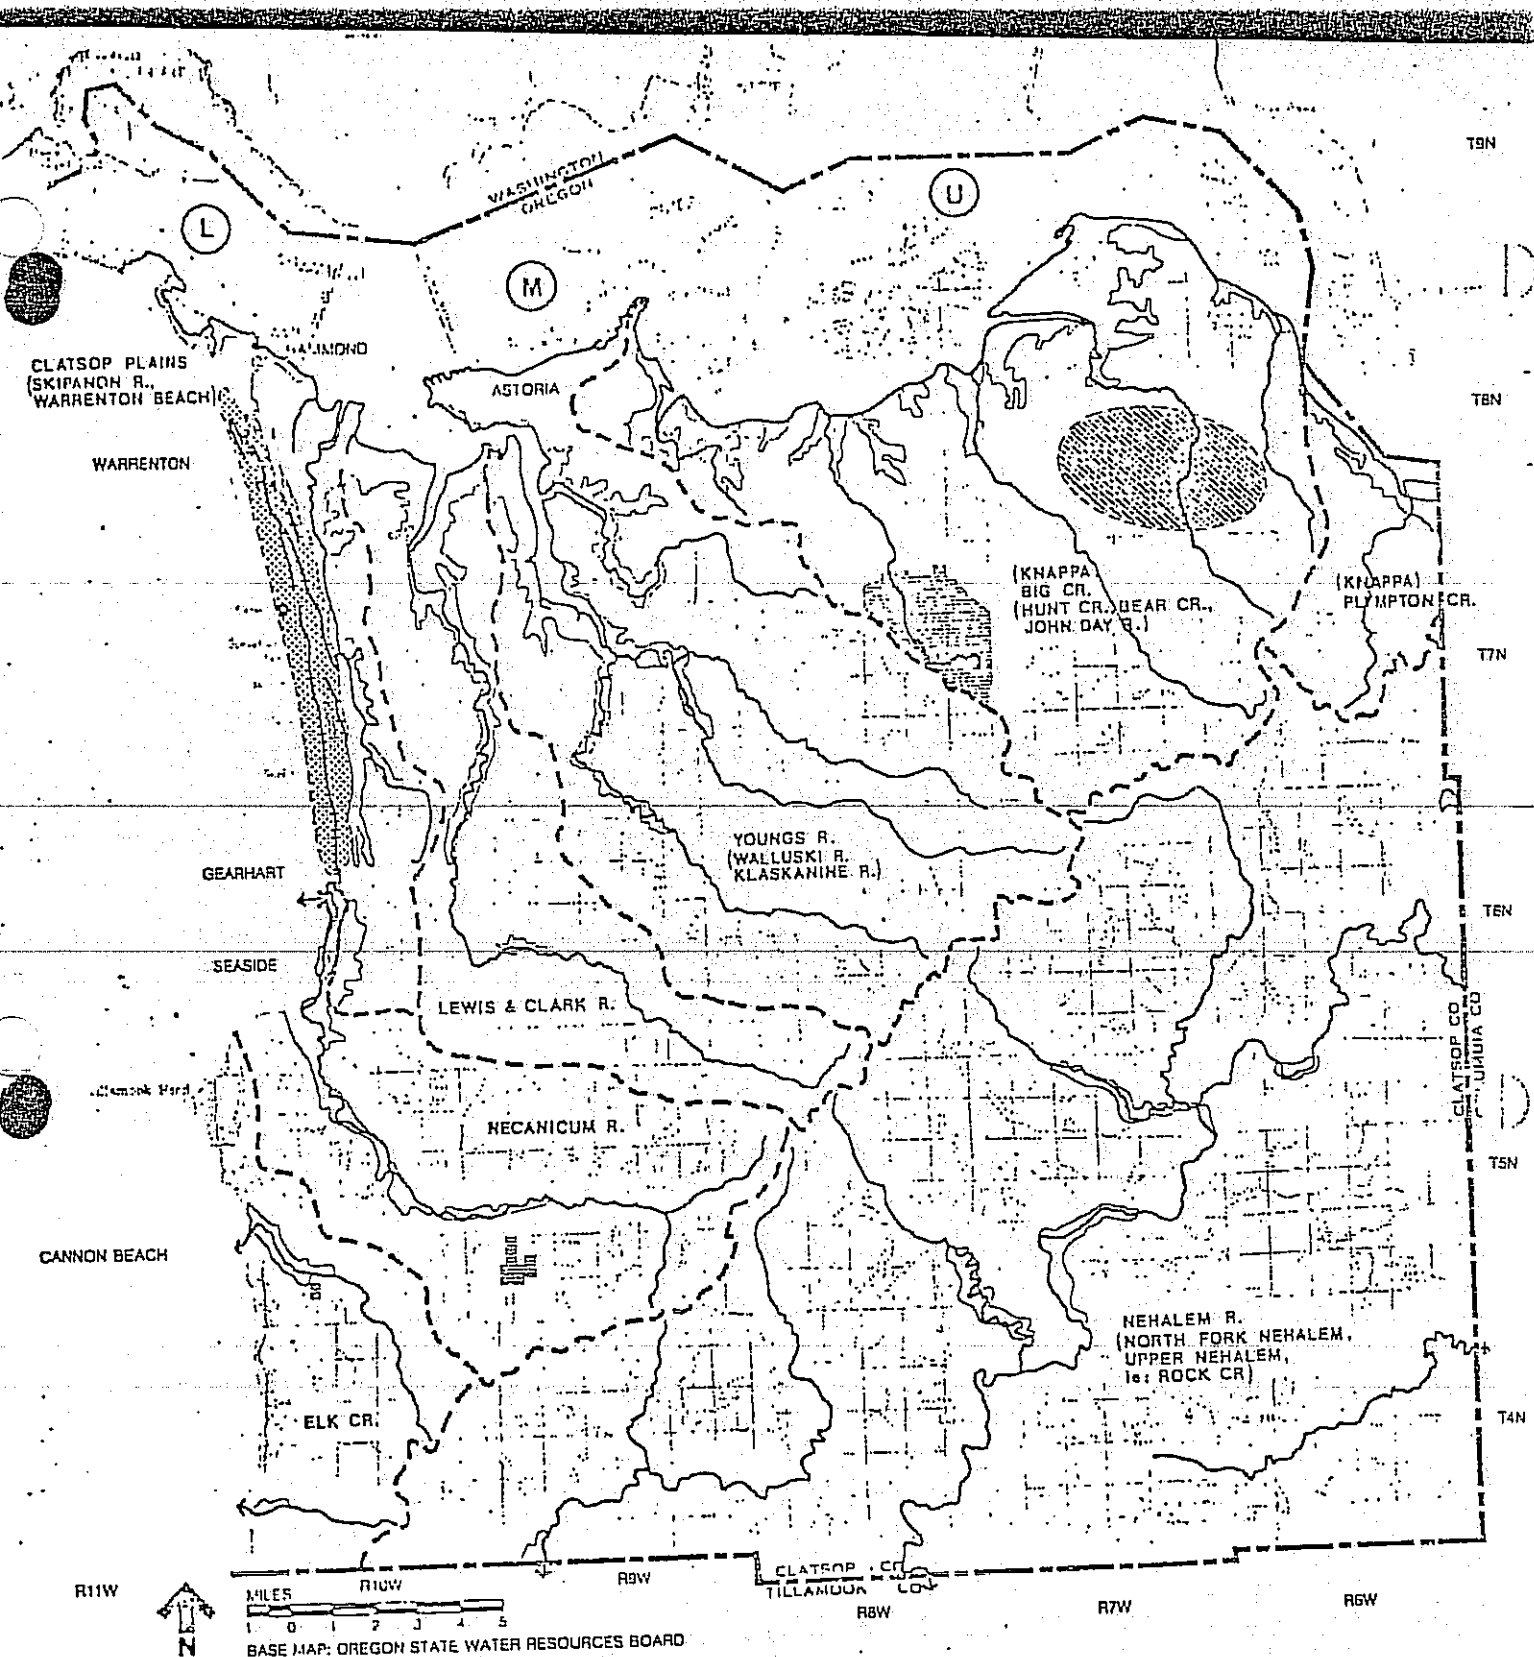 T9N
WASHINGTON
OREGON
U
L
M
HAMMOND
CLATSOP PLAINS
(SKIPANON R.,
WARRENTON BEACH)
ASTORIA
T8N
WARRENTON
(KNAPPA)
BIG CR.
(HUNT CR., BEAR CR.,
JOHN DAY R.)
(KNAPPA)
PLYMPTON CR.
T7N
YOUNGS R.
(WALLUSKI R.
KLASKANINE R.)
GEARHART
T6N
SEASIDE
LEWIS & CLARK R.
CLATSOP CO
COLUMBIA CO
Head
NECANICUM R.
T5N
CANNON BEACH
NEHALEM R.
(NORTH FORK NEHALEM,
UPPER NEHALEM,
ROCK CR)
ELK CR.
T4N
CLATSOP CO
TILLAMOOK CO
R11W
R10W
R9W
R8W
R7W
R6W
MILES
1 0 1 2 3 4 5
N
BASE MAP: OREGON STATE WATER RESOURCES BOARD